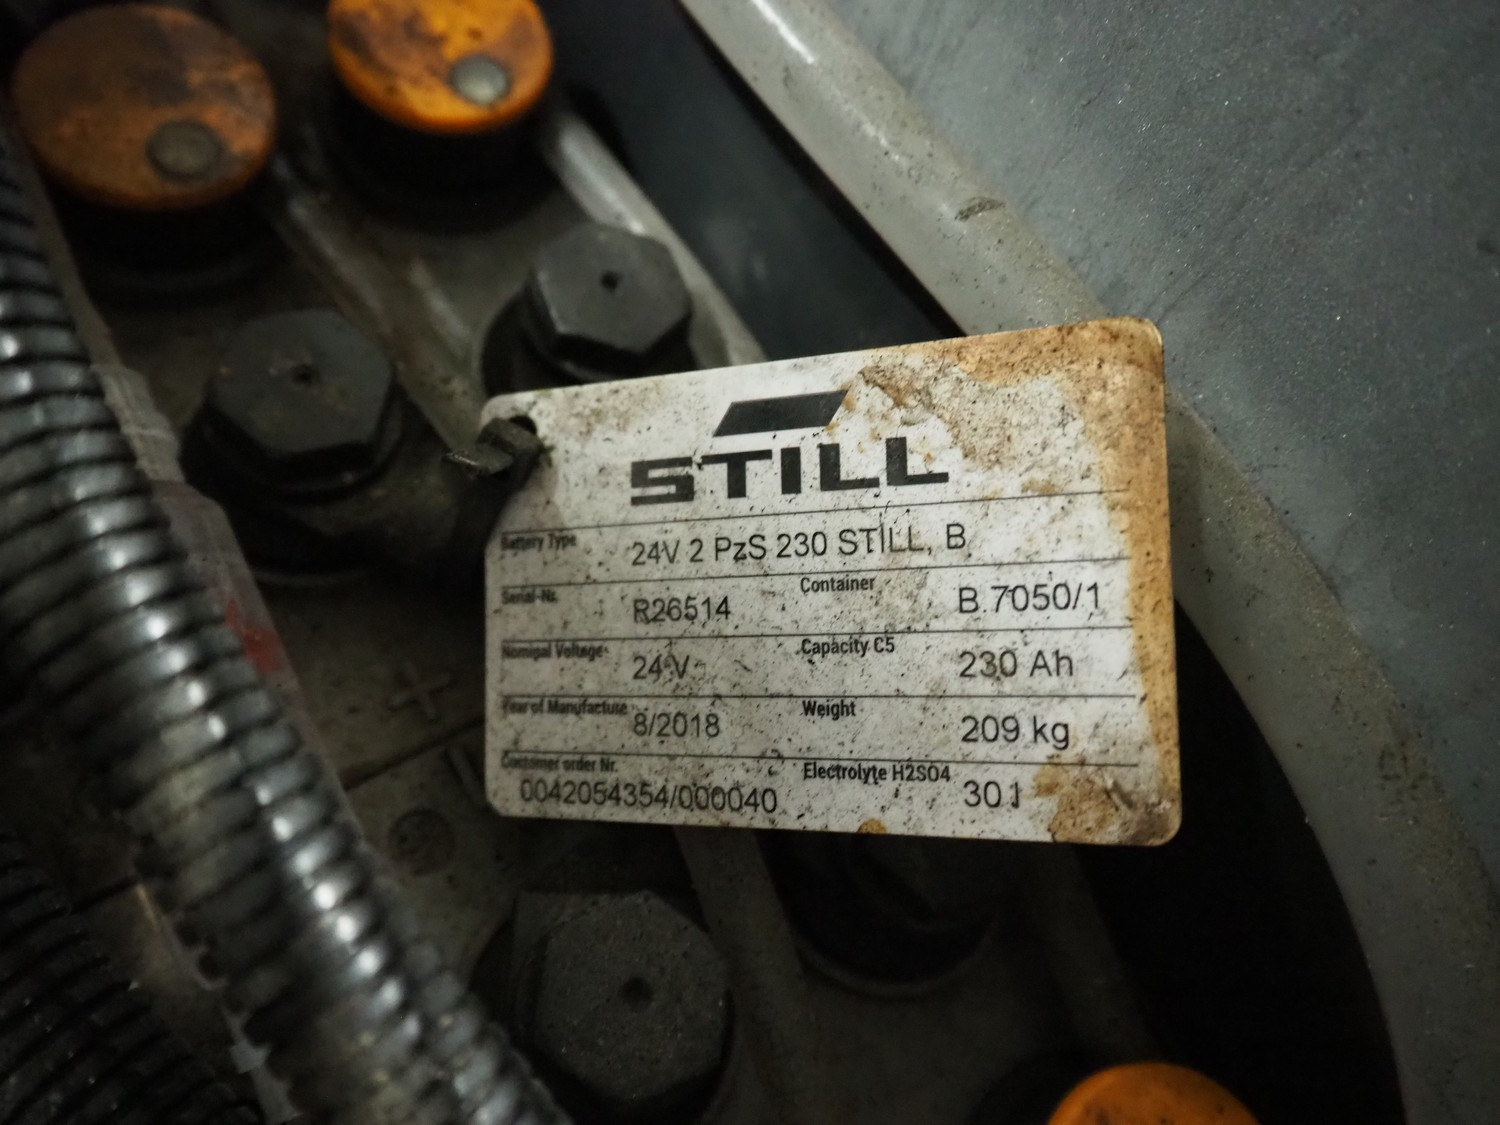 STILL
Battery Type 24V 2 PzS 230 STILL, B
Serial-Nr. R26514 Container B.7050/1
Nominal Voltage 24 V Capacity C5 230 Ah
Year of Manufacture 8/2018 Weight 209 kg
Customer order Nr. Electrolyte H2SO4
0042054354/000040 30 l